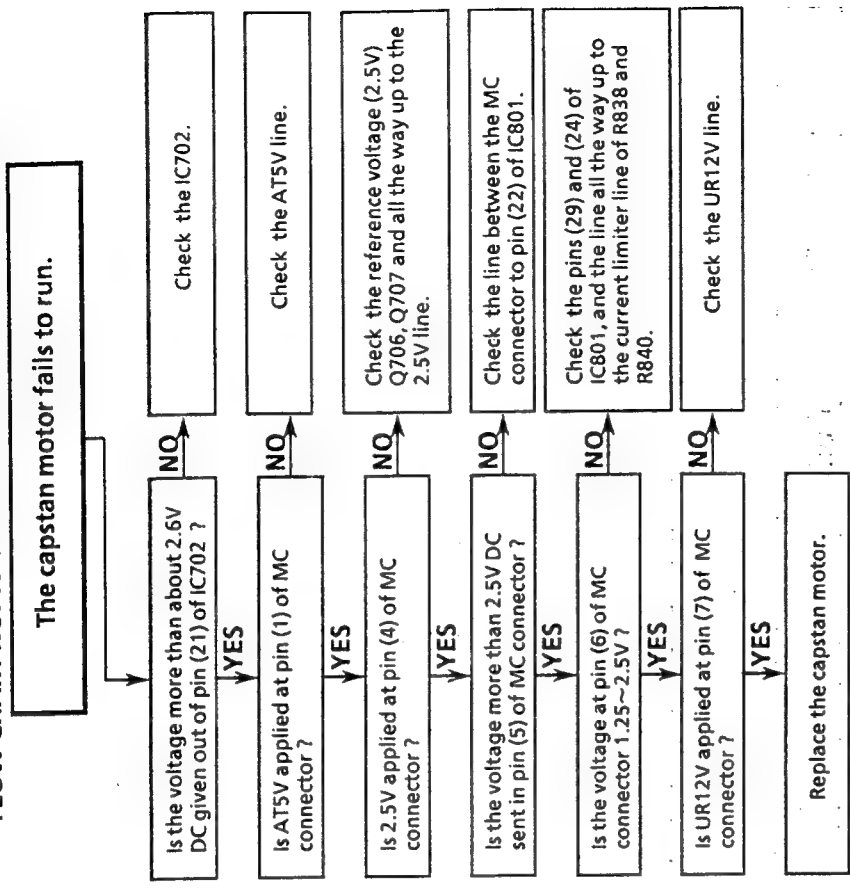 The capstan motor fails to run.
Is the voltage more than about 2.6V
DC given out of pin (21) of IC702 ?
NO
Check the IC702.
YES
Is AT5V applied at pin (1) of MC
connector ?
NO
Check the AT5V line.
YES
Is 2.5V applied at pin (4) of MC
connector ?
NO
Check the reference voltage (2.5V)
Q706, Q707 and all the way up to the
2.5V line.
YES
Is the voltage more than 2.5V DC
sent in pin (5) of MC connector ?
NO
Check the line between the MC
connector to pin (22) of IC801.
YES
Is the voltage at pin (6) of MC
connector 1.25~2.5V ?
NO
Check the pins (29) and (24) of
IC801, and the line all the way up to
the current limiter line of R838 and
R840.
YES
Is UR12V applied at pin (7) of MC
connector ?
NO
Check the UR12V line.
YES
Replace the capstan motor.